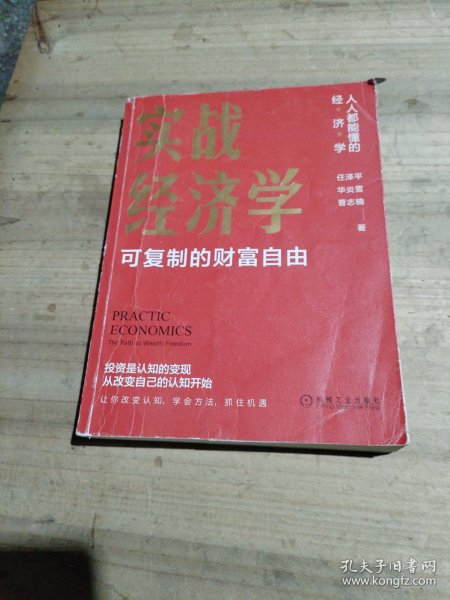 实战
经济学
可复制的财富自由
人人都能懂的
经·济·学
任泽平
华炎雪
曹志楠
著
PRACTIC
ECONOMICS
The Path to Wealth Freedom
投资是认知的变现
从改变自己的认知开始
让你改变认知，学会方法，抓住机遇
机械工业出版社
China Machine Press
孔夫子旧书网
www.kongfz.com